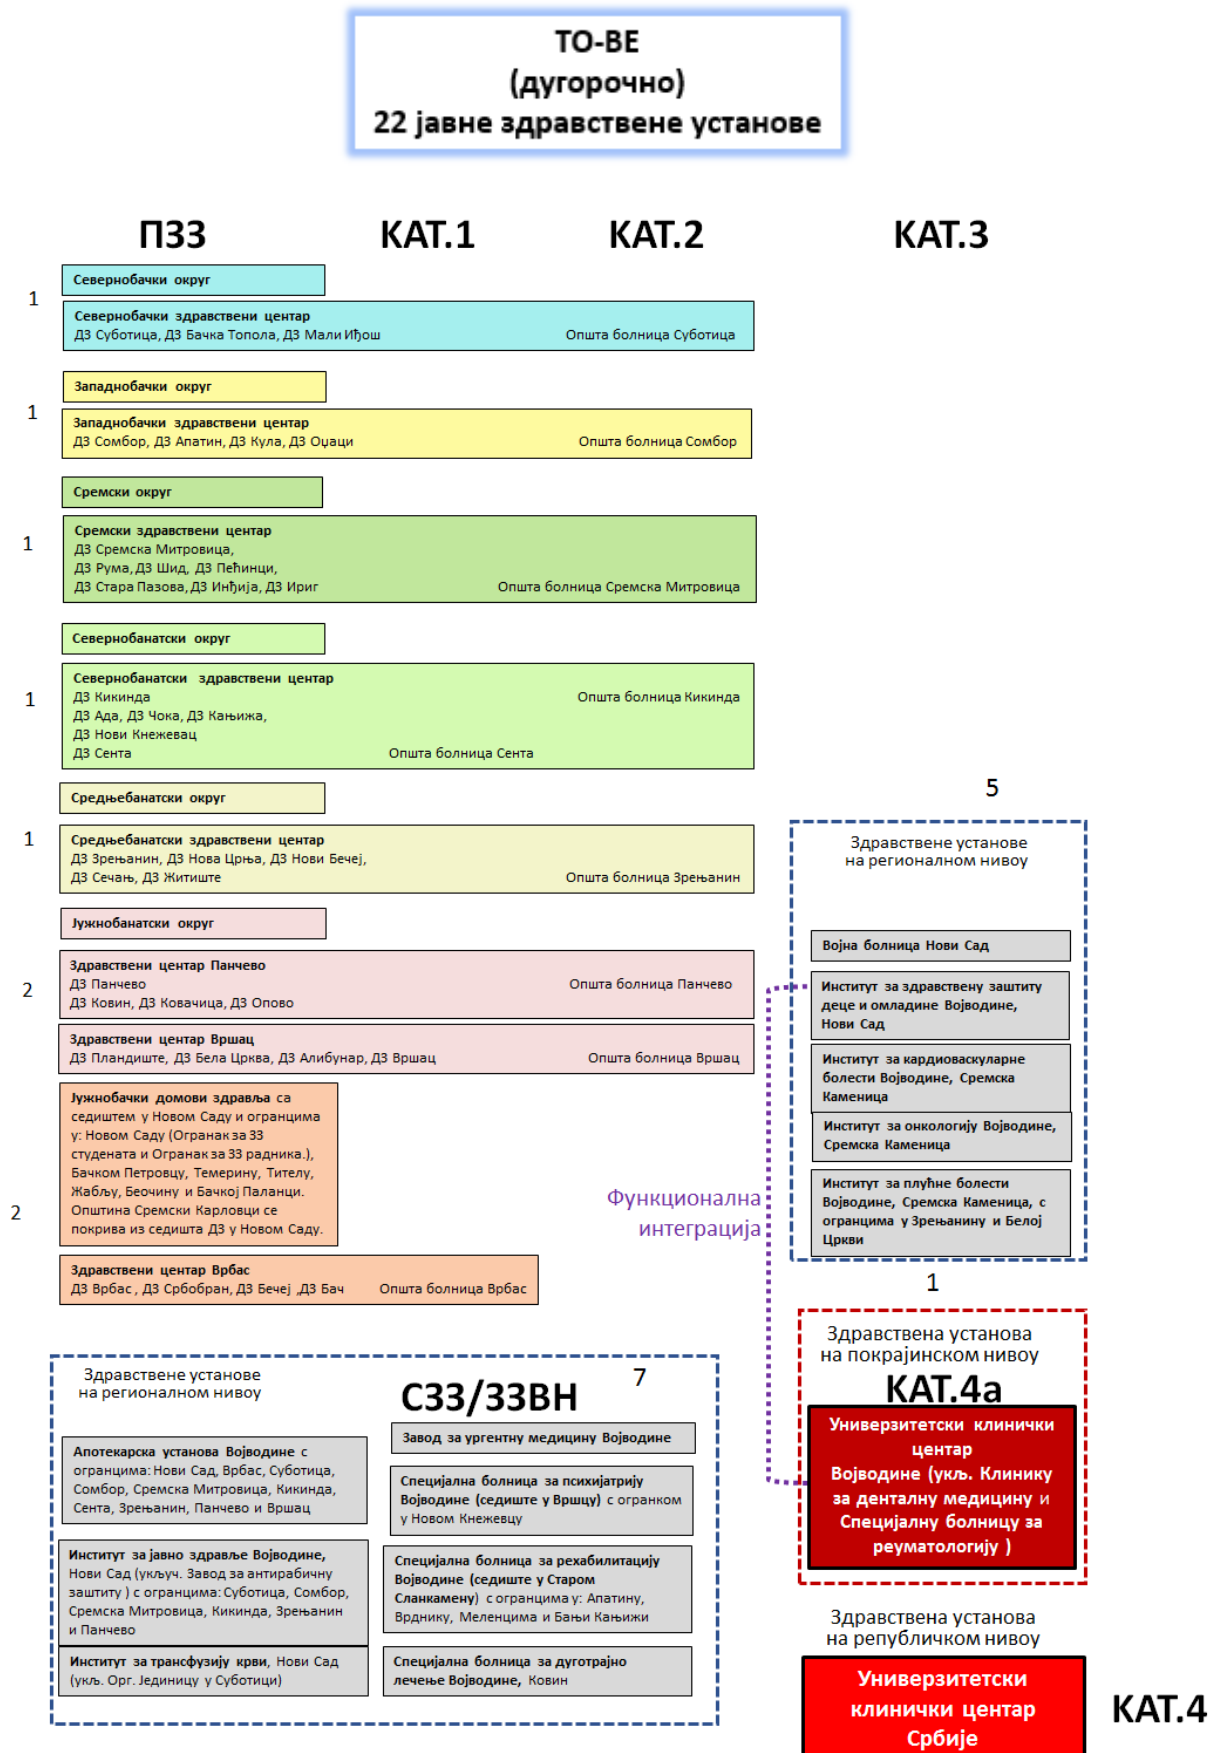 ТО-BE
(дугорочно)
22 јавне здравствене установе
ПЗЗ
КАТ.1
КАТ.2
КАТ.3
1
Севернобачки округ
Севернобачки здравствени центар
ДЗ Суботица, ДЗ Бачка Топола, ДЗ Мали Иђош
Општа болница Суботица
1
Западнобачки округ
Западнобачки здравствени центар
ДЗ Сомбор, ДЗ Апатин, ДЗ Кула, ДЗ Оџаци
Општа болница Сомбор
1
Сремски округ
Сремски здравствени центар
ДЗ Сремска Митровица,
ДЗ Рума, ДЗ Шид, ДЗ Пећинци,
ДЗ Стара Пазова, ДЗ Инђија, ДЗ Ириг
Општа болница Сремска Митровица
1
Севернобанатски округ
Севернобанатски здравствени центар
ДЗ Кикинда
Општа болница Кикинда
ДЗ Ада, ДЗ Чока, ДЗ Кањижа,
ДЗ Нови Кнежевац
ДЗ Сента
Општа болница Сента
1
Средњебанатски округ
Средњебанатски здравствени центар
ДЗ Зрењанин, ДЗ Нова Црња, ДЗ Нови Бечеј,
ДЗ Сечањ, ДЗ Житиште
Општа болница Зрењанин
2
Јужнобанатски округ
Здравствени центар Панчево
ДЗ Панчево
Општа болница Панчево
ДЗ Ковин, ДЗ Ковачица, ДЗ Опово
Здравствени центар Вршац
ДЗ Пландиште, ДЗ Бела Црква, ДЗ Алибунар, ДЗ Вршац
Општа болница Вршац
2
Јужнобачки домови здравља са
седиштем у Новом Саду и огранцима
у: Новом Саду (Огранак за ЗЗ
студената и Огранак за ЗЗ радника.),
Бачком Петровцу, Темерину, Тителу,
Жабљу, Беочину и Бачкој Паланци.
Општина Сремски Карловци се
покрива из седишта ДЗ у Новом Саду.
Здравствени центар Врбас
ДЗ Врбас , ДЗ Србобран, ДЗ Бечеј ,ДЗ Бач
Општа болница Врбас
5
Здравствене установе
на регионалном нивоу
Војна болница Нови Сад
Институт за здравствену заштиту
деце и омладине Војводине,
Нови Сад
Институт за кардиоваскуларне
болести Војводине, Сремска
Каменица
Институт за онкологију Војводине,
Сремска Каменица
Институт за плућне болести
Војводине, Сремска Каменица, с
огранцима у Зрењанину и Белој
Цркви
Функционална
интеграција
1
Здравствена установа
на покрајинском нивоу
КАТ.4а
Универзитетски клинички
центар
Војводине (укљ. Клинику
за денталну медицину и
Специјалну болницу за
реуматологију )
Здравствене установе
на регионалном нивоу
СЗЗ/ЗЗВН
7
Апотекарска установа Војводине с
огранцима: Нови Сад, Врбас, Суботица,
Сомбор, Сремска Митровица, Кикинда,
Сента, Зрењанин, Панчево и Вршац
Институт за јавно здравље Војводине,
Нови Сад (укључ. Завод за антирабичну
заштиту ) с огранцима: Суботица, Сомбор,
Сремска Митровица, Кикинда, Зрењанин
и Панчево
Институт за трансфузију крви, Нови Сад
(укљ. Орг. Јединицу у Суботици)
Завод за ургентну медицину Војводине
Специјална болница за психијатрију
Војводине (седиште у Вршцу) с огранком
у Новом Кнежевцу
Специјална болница за рехабилитацију
Војводине (седиште у Старом
Сланкамену) с огранцима у: Апатину,
Врднику, Меленцима и Бањи Кањижи
Специјална болница за дуготрајно
лечење Војводине, Ковин
Здравствена установа
на републичком нивоу
Универзитетски
клинички центар
Србије
КАТ.4